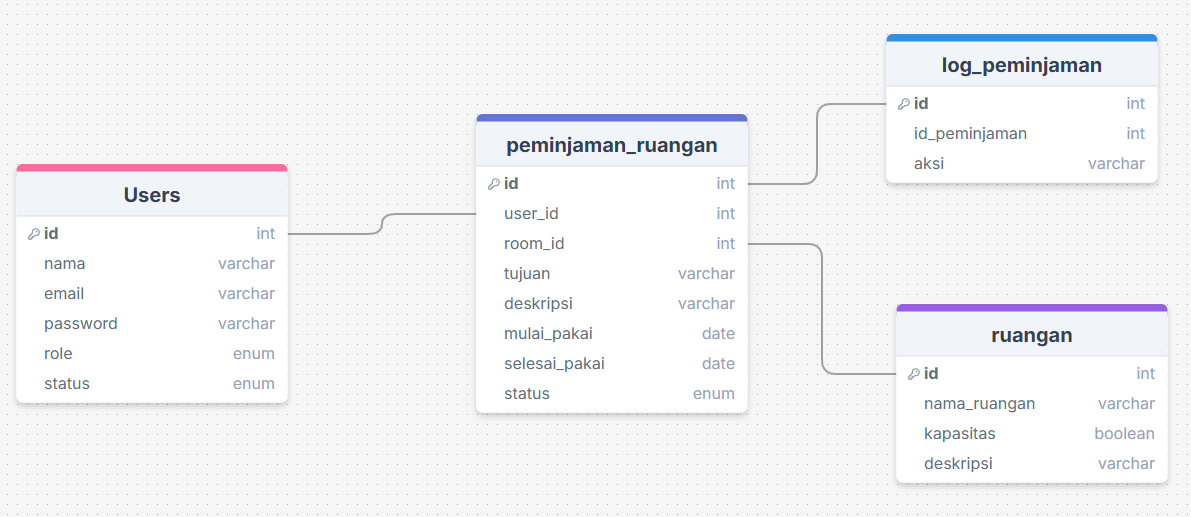 Users
id int
nama varchar
email varchar
password varchar
role enum
status enum
peminjaman_ruangan
id int
user_id int
room_id int
tujuan varchar
deskripsi varchar
mulai_pakai date
selesai_pakai date
status enum
log_peminjaman
id int
id_peminjaman int
aksi varchar
ruangan
id int
nama_ruangan varchar
kapasitas boolean
deskripsi varchar